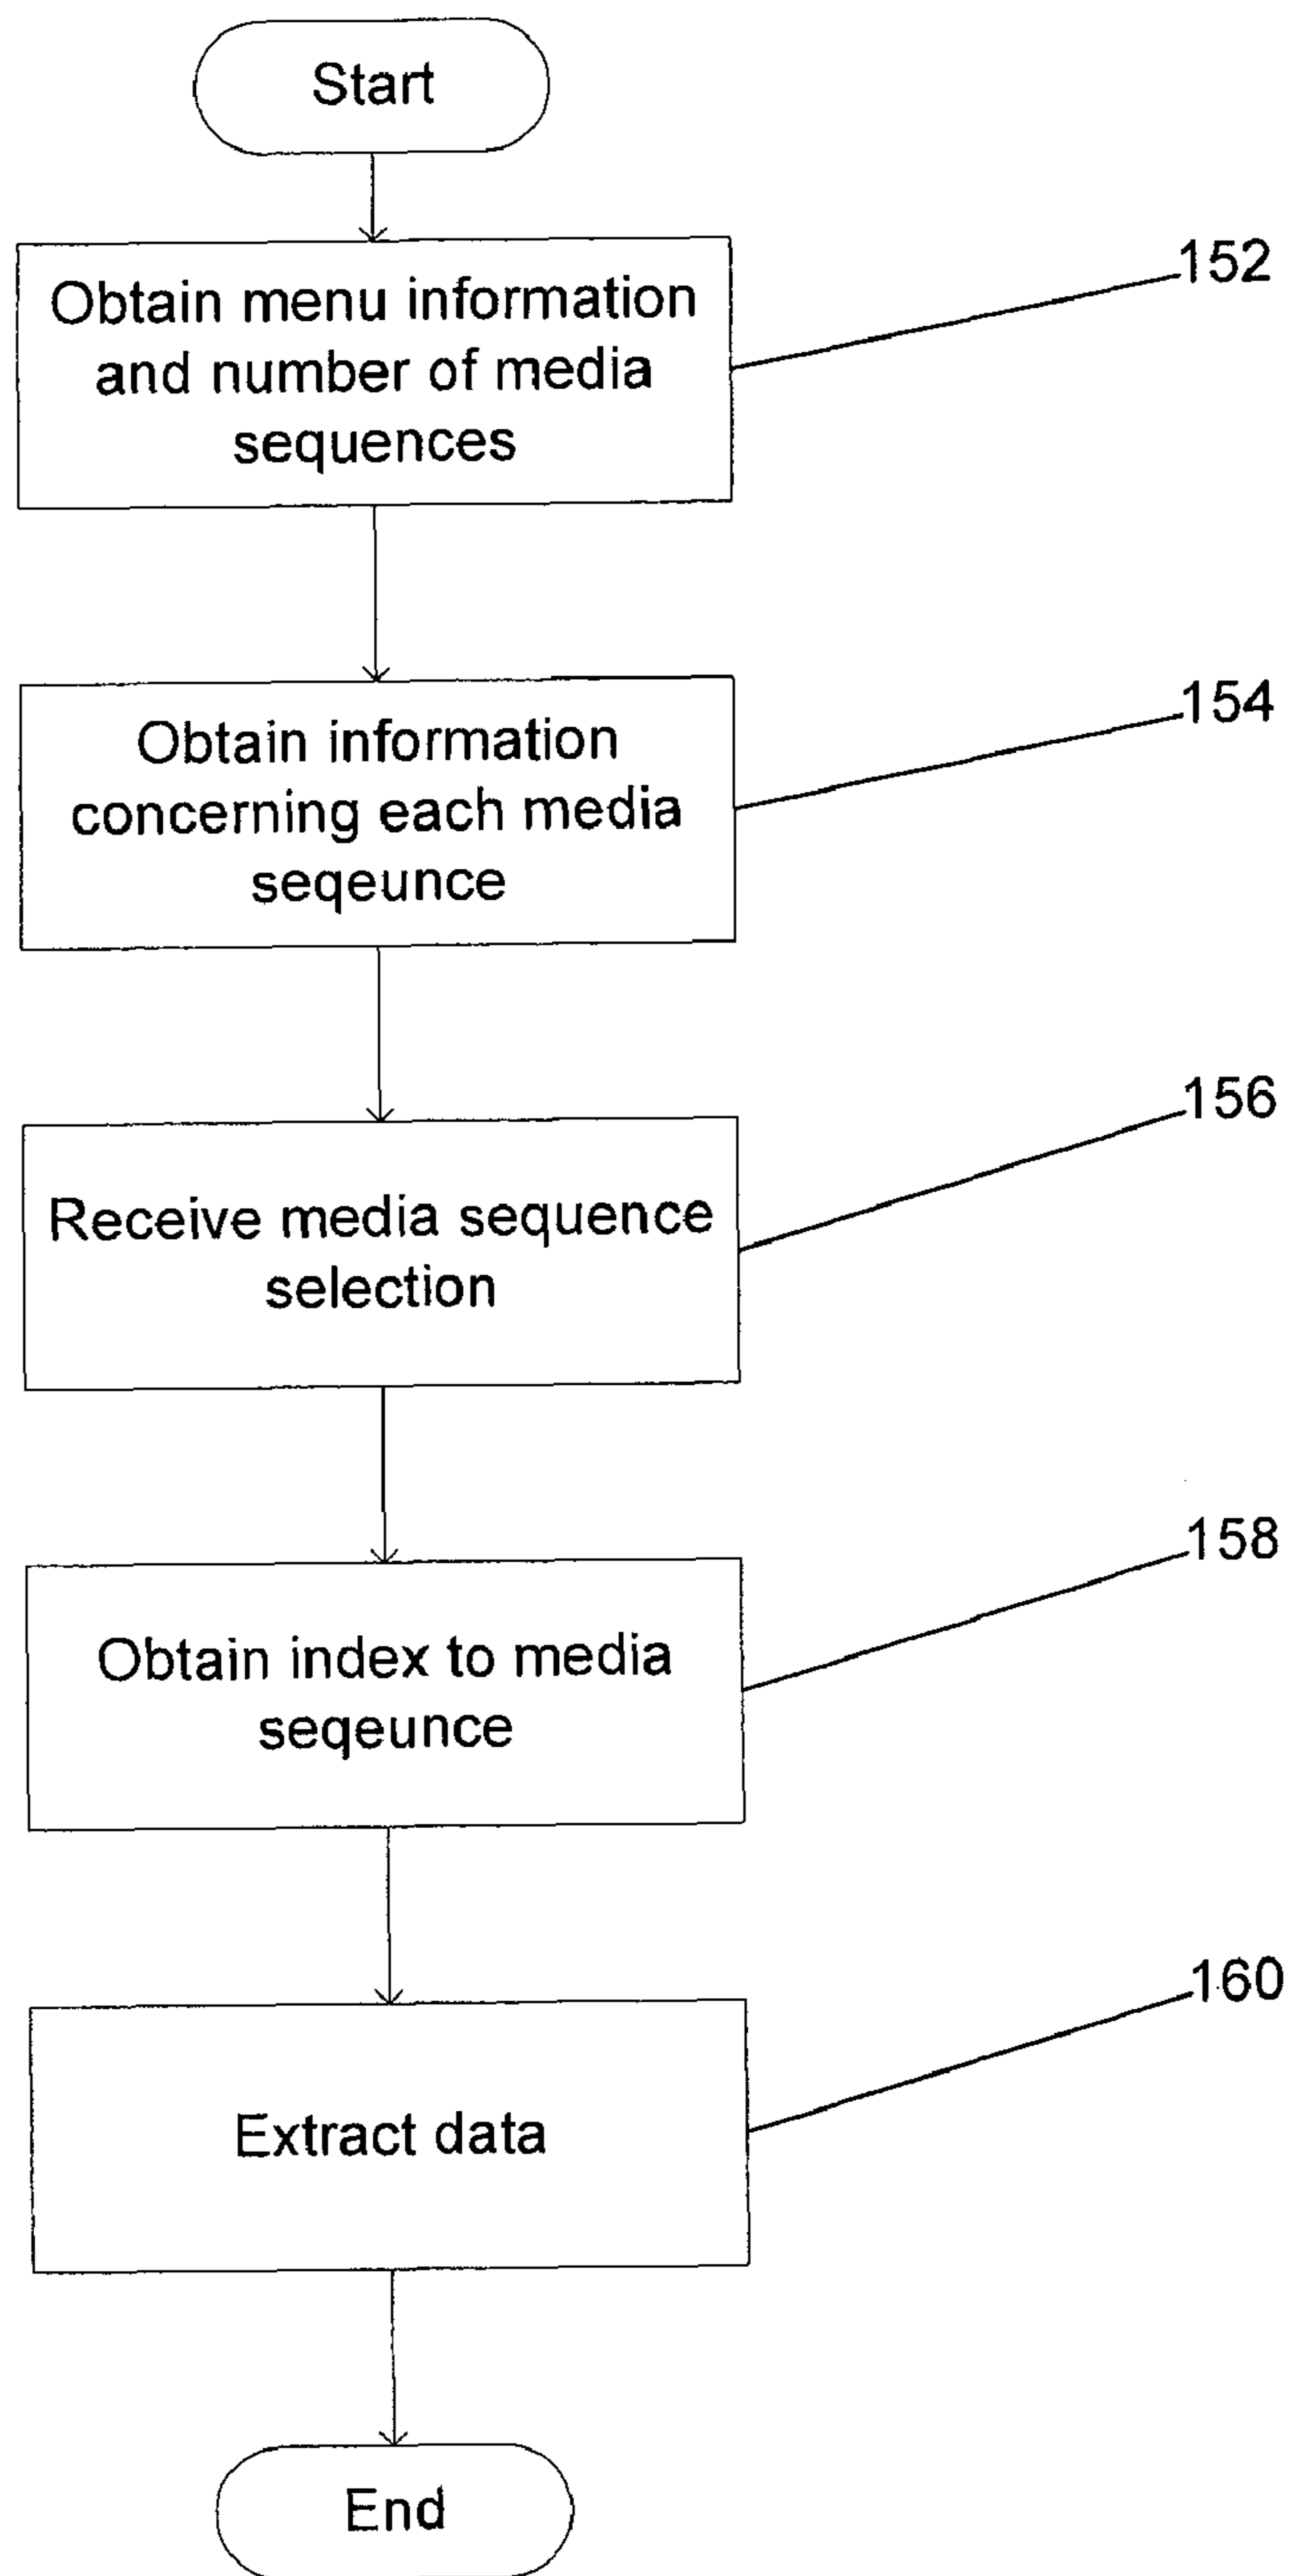 Start
Obtain menu information
and number of media
sequences
152
Obtain information
concerning each media
seqeunce
154
Receive media sequence
selection
156
Obtain index to media
seqeunce
158
Extract data
160
End